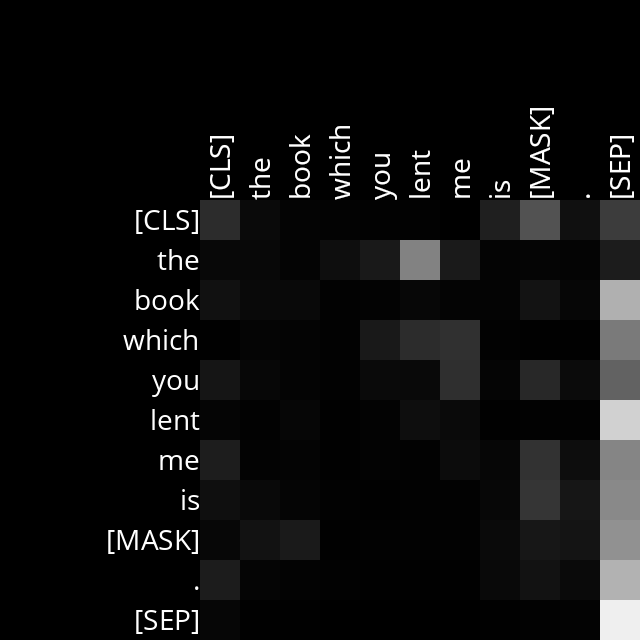 [CLS] the book which you lent me is [MASK] . [SEP]
[CLS]
the
book
which
you
lent
me
is
[MASK]
.
[SEP]